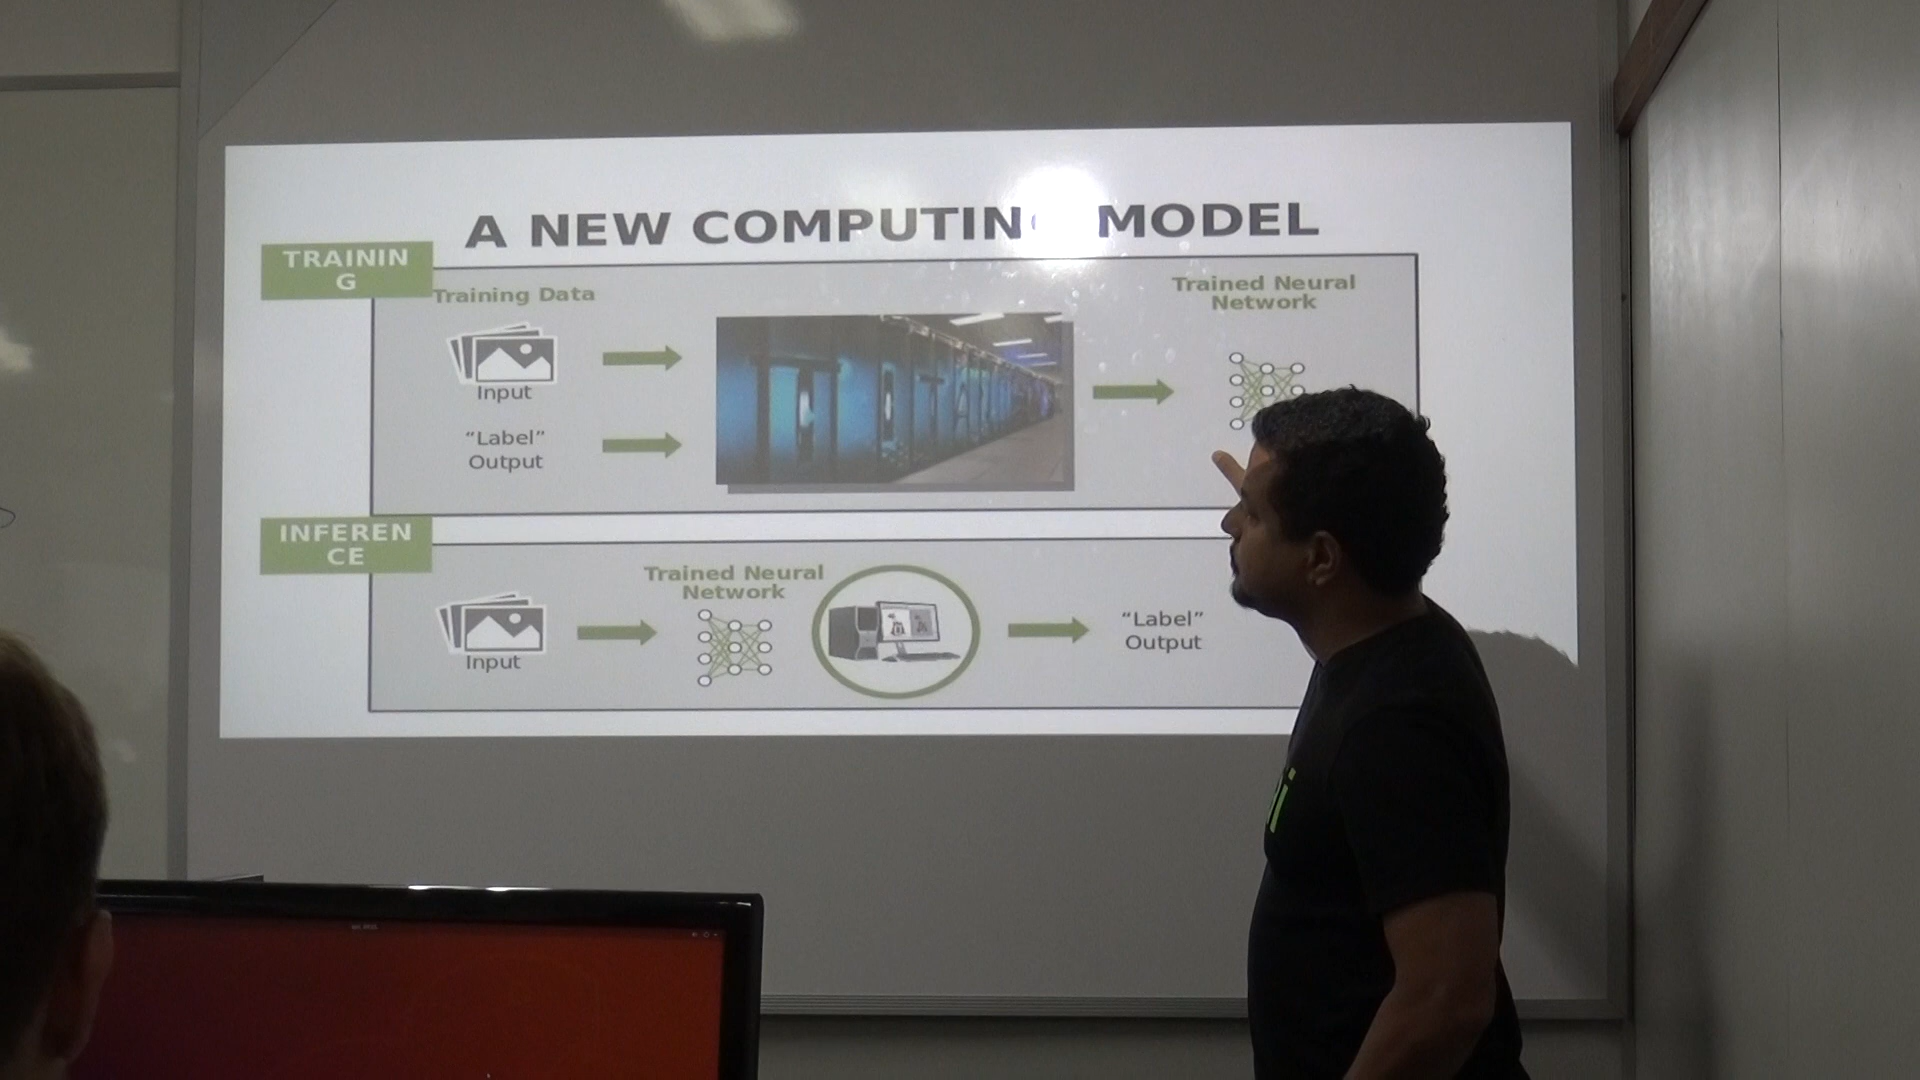 A NEW COMPUTIN MODEL
TRAININ
G
Training Data
Trained Neural
Network
Input
“Label”
Output
INFEREN
CE
Trained Neural
Network
Input
“Label”
Output